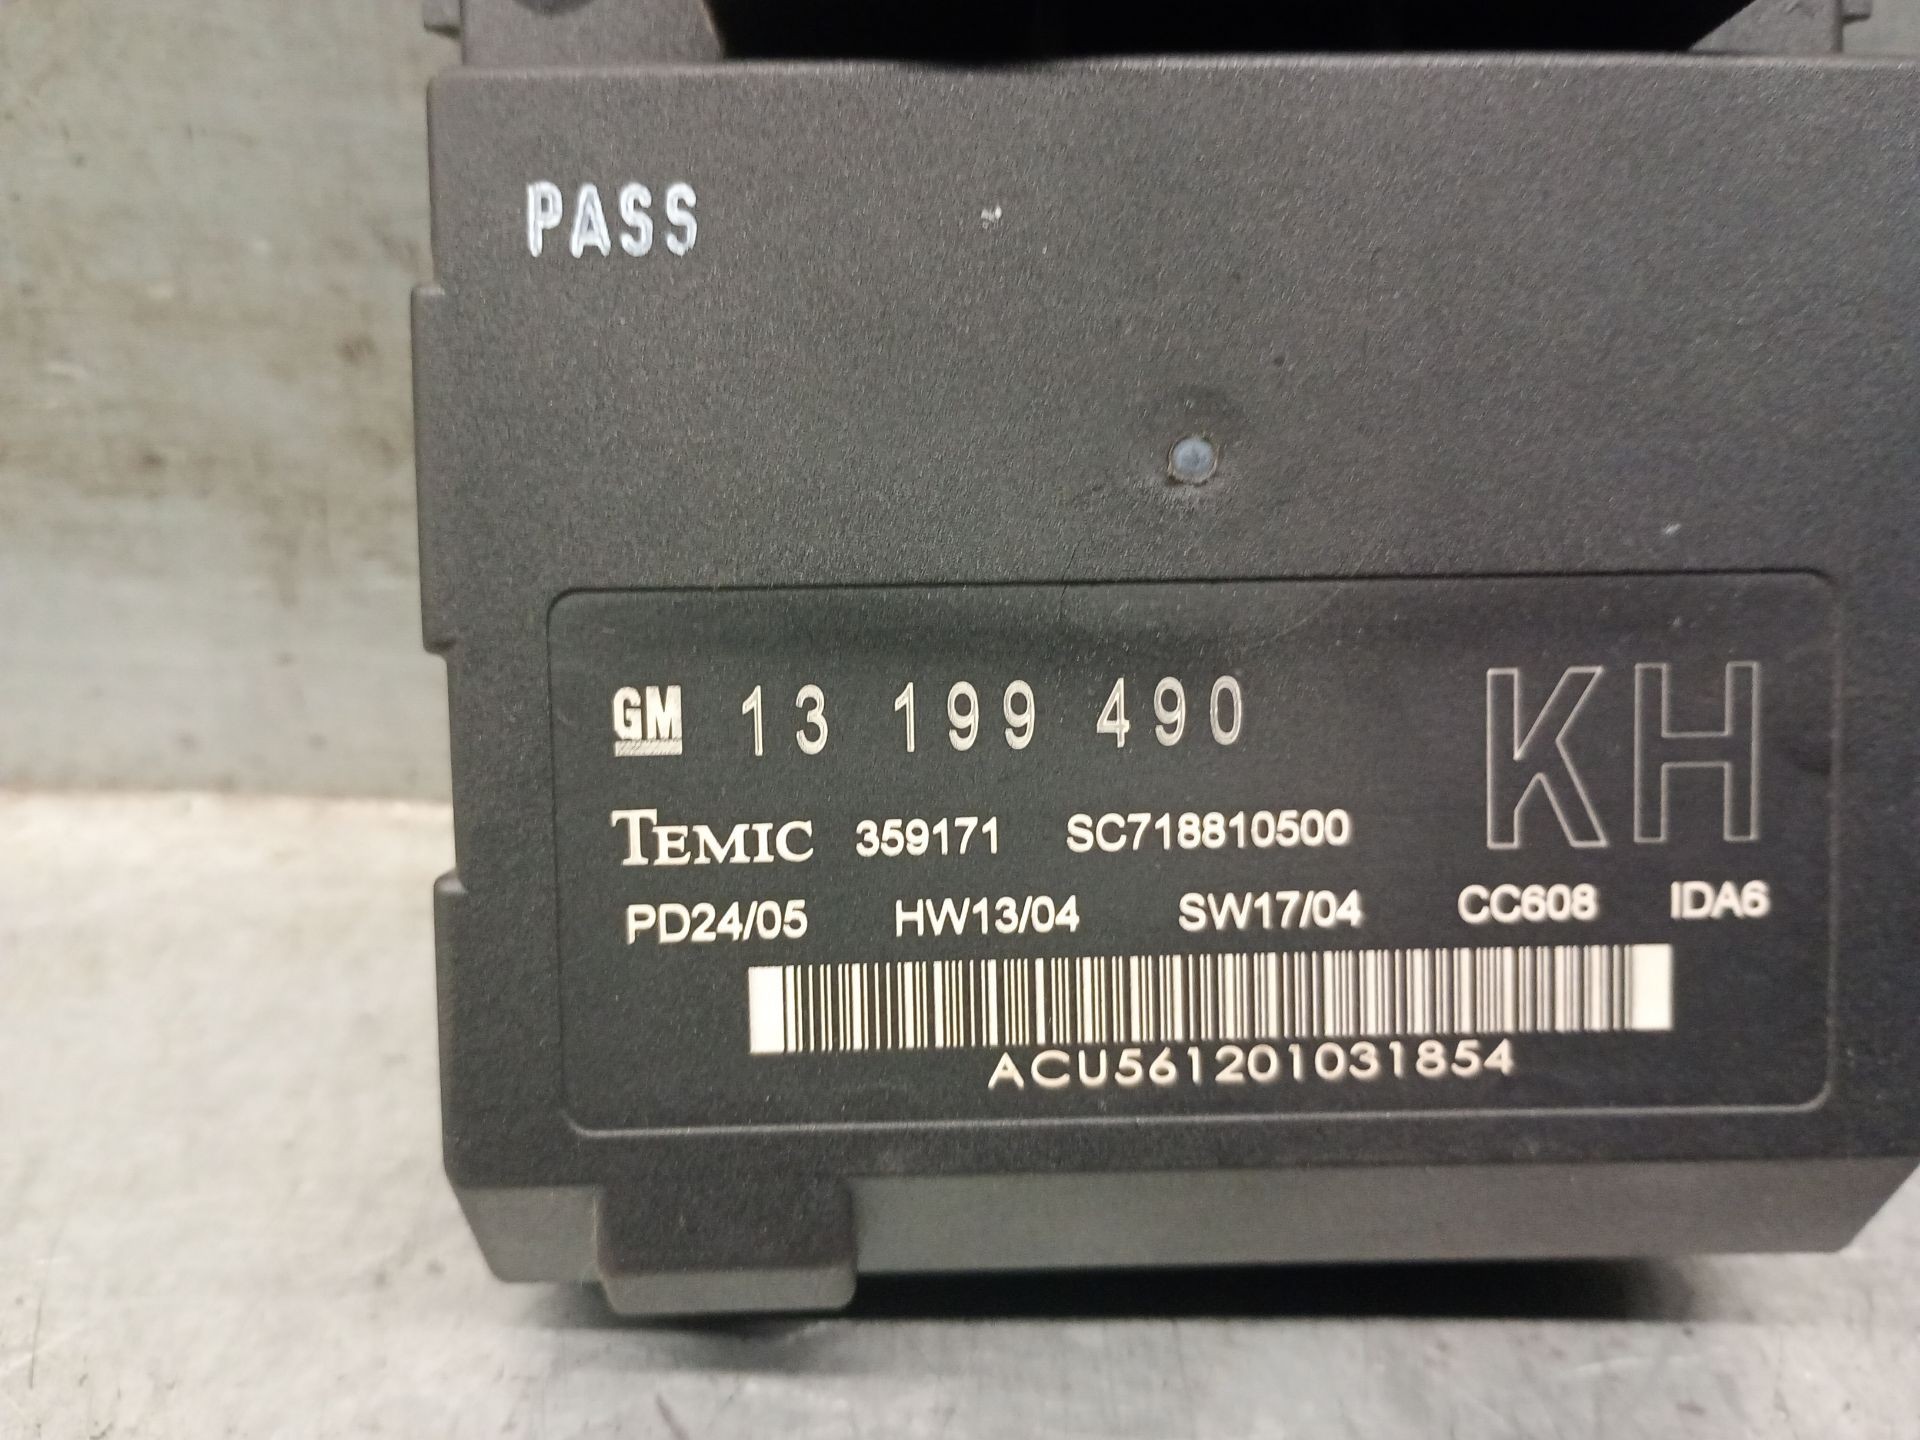 PASS
GM 13 199 490 KH
TEMIC 359171 SC718810500
PD24/05 HW13/04 SW17/04 CC608 IDA6
ACU561201031854